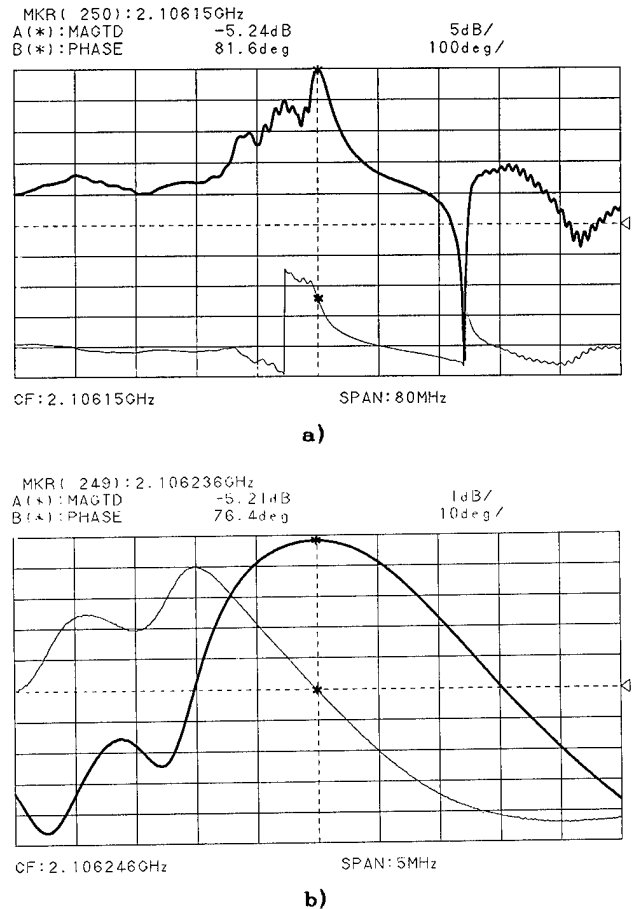 MKR( 250):2.10615GHz
A(*):MAGTD -5.24dB 5dB/
B(*):PHASE 81.6deg 100deg/
CF:2.10615GHz SPAN:80MHz
a)
MKR( 249):2.106236GHz
A(*):MAGTD -5.21dB 1dB/
B(*):PHASE 76.4deg 10deg/
CF:2.106246GHz SPAN:5MHz
b)